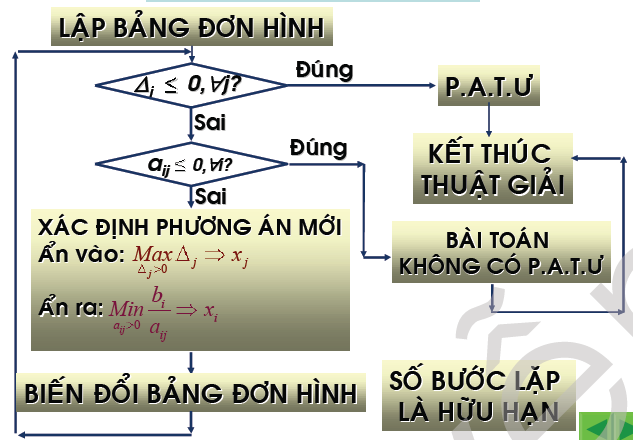 LẬP BẢNG ĐƠN HÌNH
Δj ≤ 0,∀j?
Đúng
P.A.T.Ư
Sai
aij ≤ 0,∀i?
Đúng
KẾT THÚC
THUẬT GIẢI
Sai
XÁC ĐỊNH PHƯƠNG ÁN MỚI
Ẩn vào: Max Δj ⇒ xj
Δj>0
Ẩn ra: Min bi/aij ⇒ xi
aij>0
BÀI TOÁN
KHÔNG CÓ P.A.T.Ư
BIẾN ĐỔI BẢNG ĐƠN HÌNH
SỐ BƯỚC LẶP
LÀ HỮU HẠN